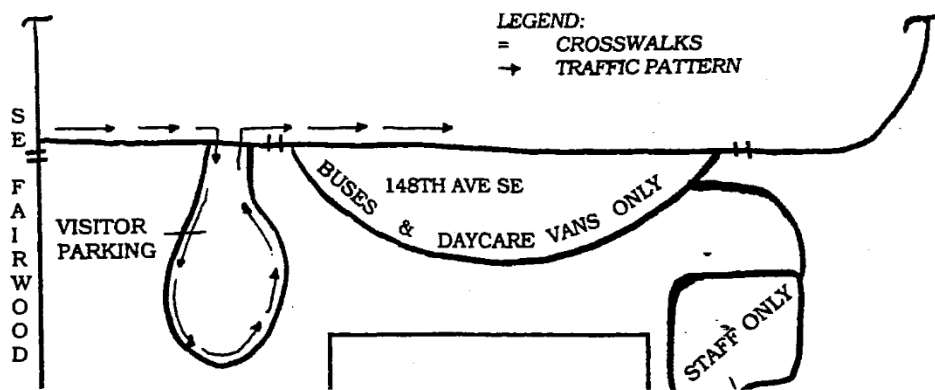 LEGEND:
= CROSSWALKS
→ TRAFFIC PATTERN
SE FAIRWOOD
148TH AVE SE
BUSES & DAYCARE VANS ONLY
VISITOR
PARKING
STAFF ONLY